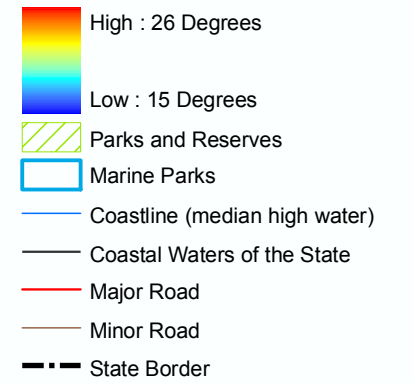 High : 26 Degrees
Low : 15 Degrees
Parks and Reserves
Marine Parks
Coastline (median high water)
Coastal Waters of the State
Major Road
Minor Road
State Border